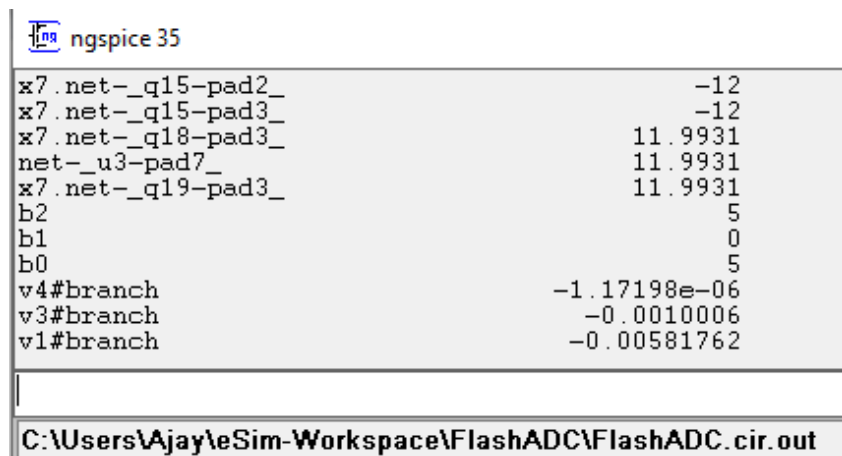 ngspice 35
x7.net-_q15-pad2_ -12
x7.net-_q15-pad3_ -12
x7.net-_q18-pad3_ 11.9931
net-_u3-pad7_ 11.9931
x7.net-_q19-pad3_ 11.9931
b2 5
b1 0
b0 5
v4#branch -1.17198e-06
v3#branch -0.0010006
v1#branch -0.00581762
C:\Users\Ajay\eSim-Workspace\FlashADC\FlashADC.cir.out